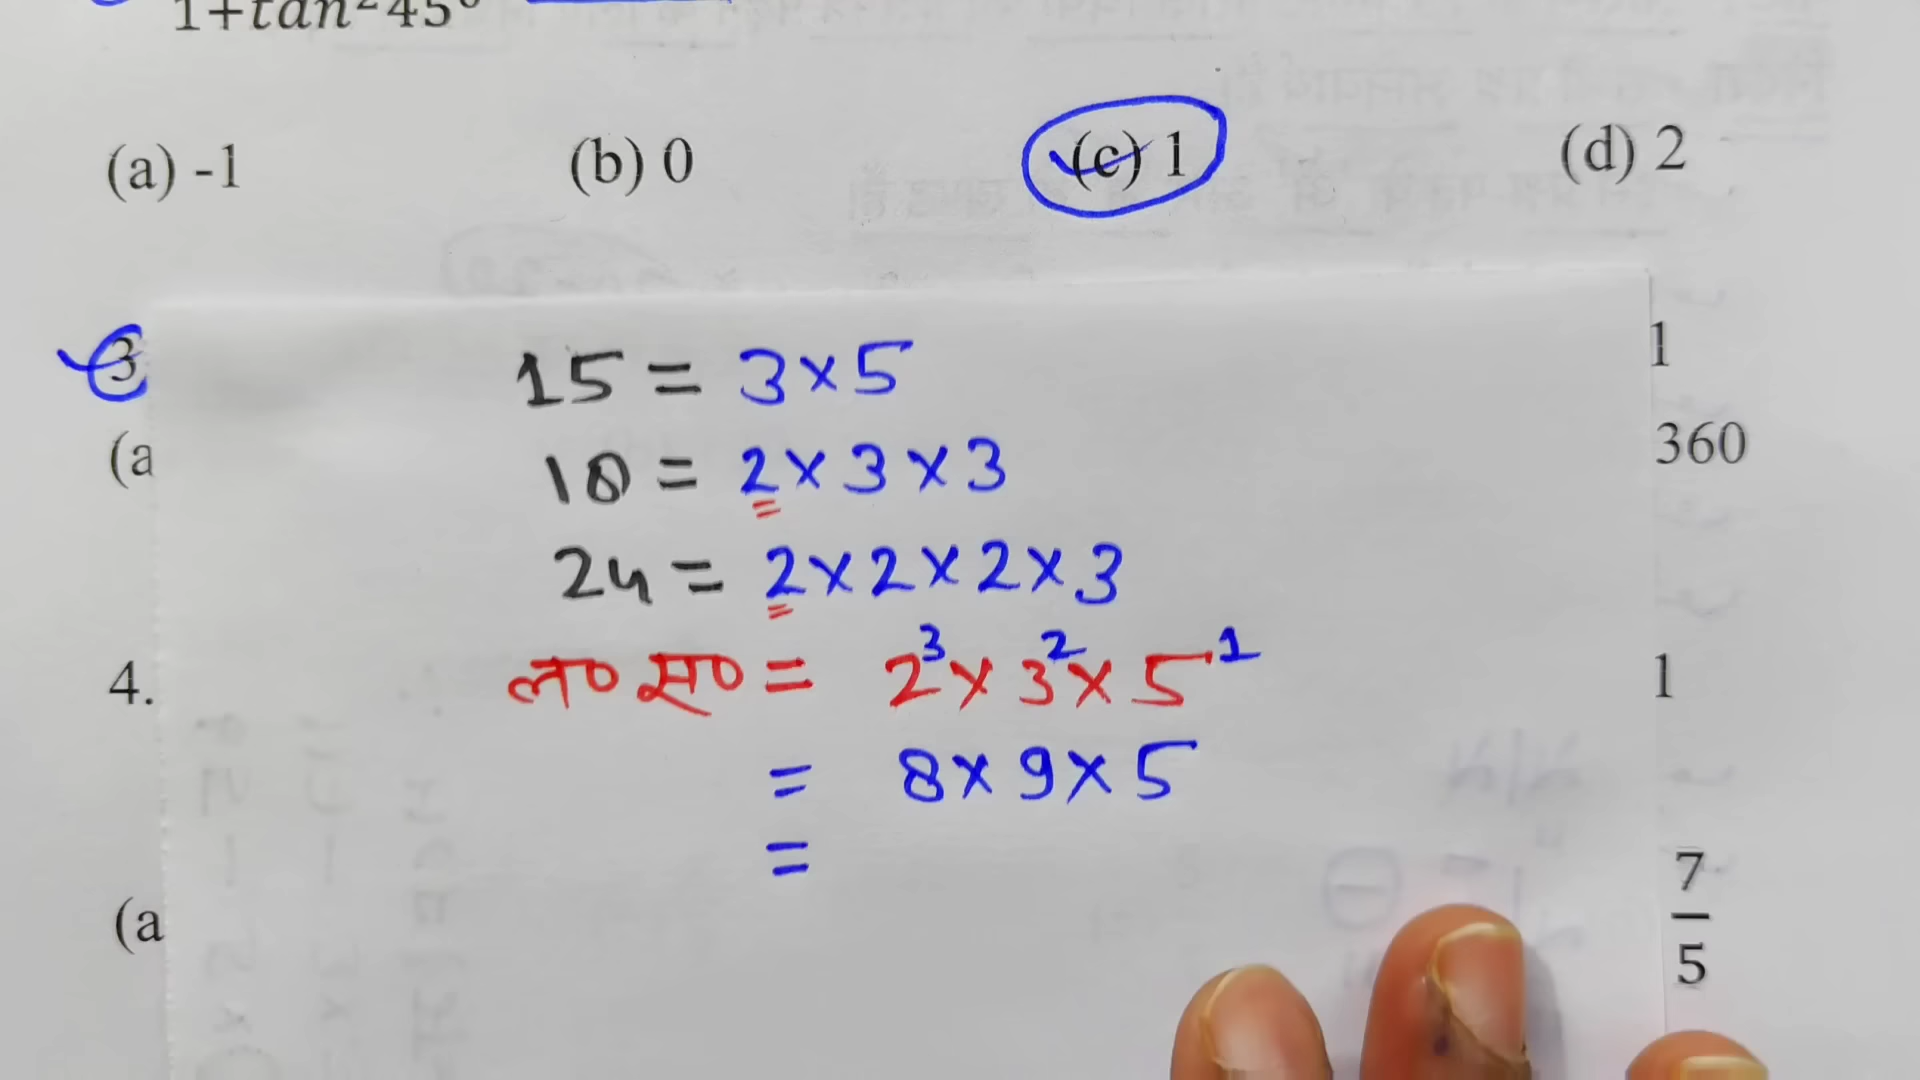 1+tan²45°
(a) -1 (b) 0 (c) 1 (d) 2
3 1
15 = 3×5
(a 360
18 = 2×3×3
24 = 2×2×2×3
4. 1
ल० स० = 2³×3²×5¹
= 8×9×5
=
(a 7/5